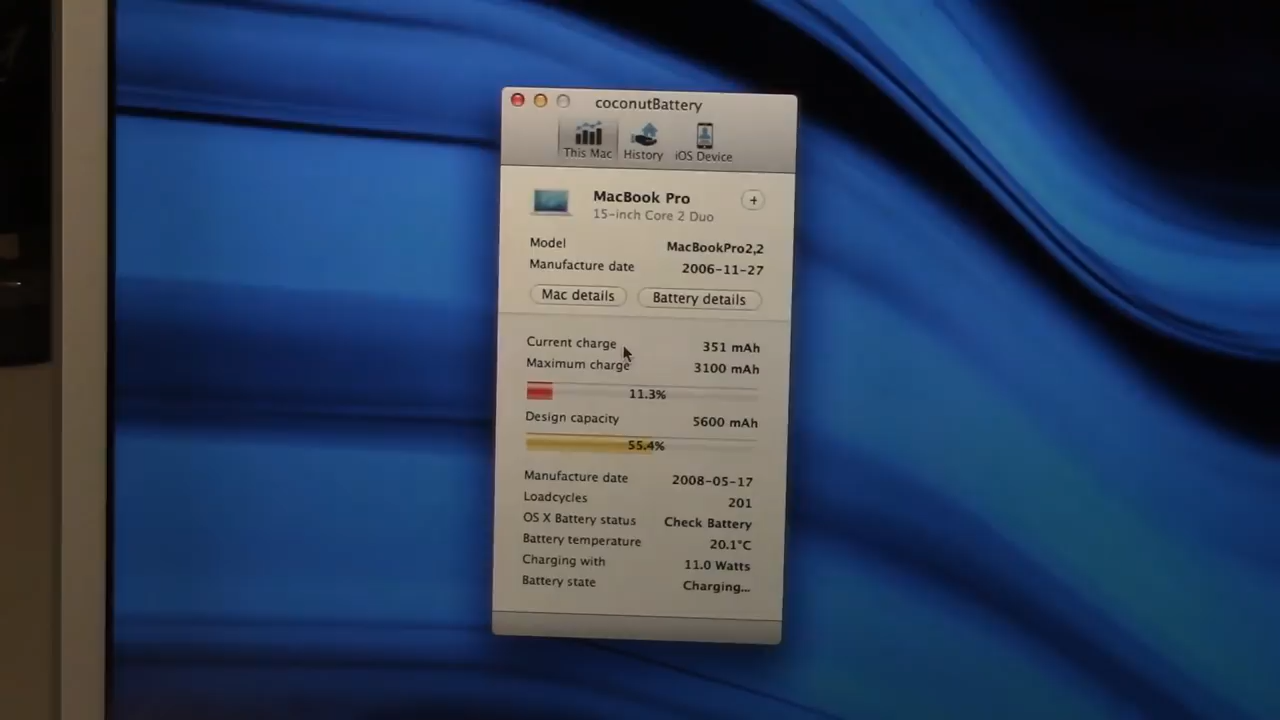 coconutBattery
This Mac History iOS Device
MacBook Pro +
15-inch Core 2 Duo
Model MacBookPro2,2
Manufacture date 2006-11-27
Mac details Battery details
Current charge 351 mAh
Maximum charge 3100 mAh
11.3%
Design capacity 5600 mAh
55.4%
Manufacture date 2008-05-17
Loadcycles 201
OS X Battery status Check Battery
Battery temperature 20.1°C
Charging with 11.0 Watts
Battery state Charging...